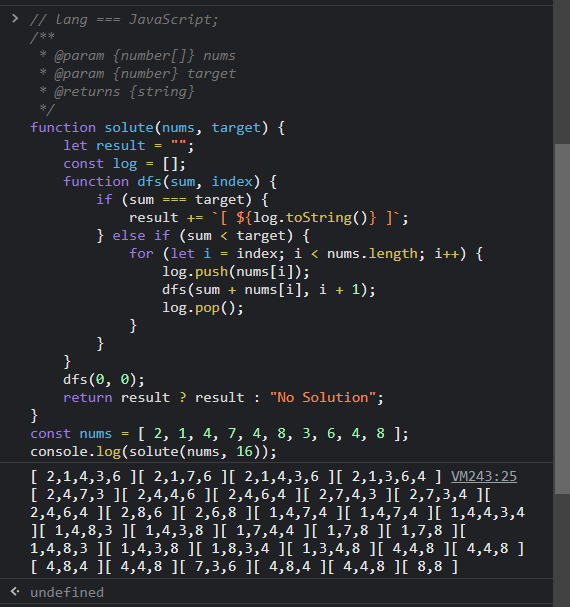 // lang === JavaScript;
/**
 * @param {number[]} nums
 * @param {number} target
 * @returns {string}
 */
function solute(nums, target) {
    let result = "";
    const log = [];
    function dfs(sum, index) {
        if (sum === target) {
            result += `[ ${log.toString()} ]`;
        } else if (sum < target) {
            for (let i = index; i < nums.length; i++) {
                log.push(nums[i]);
                dfs(sum + nums[i], i + 1);
                log.pop();
            }
        }
    }
    dfs(0, 0);
    return result ? result : "No Solution";
}
const nums = [ 2, 1, 4, 7, 4, 8, 3, 6, 4, 8 ];
console.log(solute(nums, 16));
[ 2,1,4,3,6 ][ 2,1,7,6 ][ 2,1,4,3,6 ][ 2,1,3,6,4 ] VM243:25
[ 2,4,7,3 ][ 2,4,4,6 ][ 2,4,6,4 ][ 2,7,4,3 ][ 2,7,3,4 ][
2,4,6,4 ][ 2,8,6 ][ 2,6,8 ][ 1,4,7,4 ][ 1,4,7,4 ][ 1,4,4,3,4
][ 1,4,8,3 ][ 1,4,3,8 ][ 1,7,4,4 ][ 1,7,8 ][ 1,7,8 ][
1,4,8,3 ][ 1,4,3,8 ][ 1,8,3,4 ][ 1,3,4,8 ][ 4,4,8 ][ 4,4,8 ]
[ 4,8,4 ][ 4,4,8 ][ 7,3,6 ][ 4,8,4 ][ 4,4,8 ][ 8,8 ]
undefined